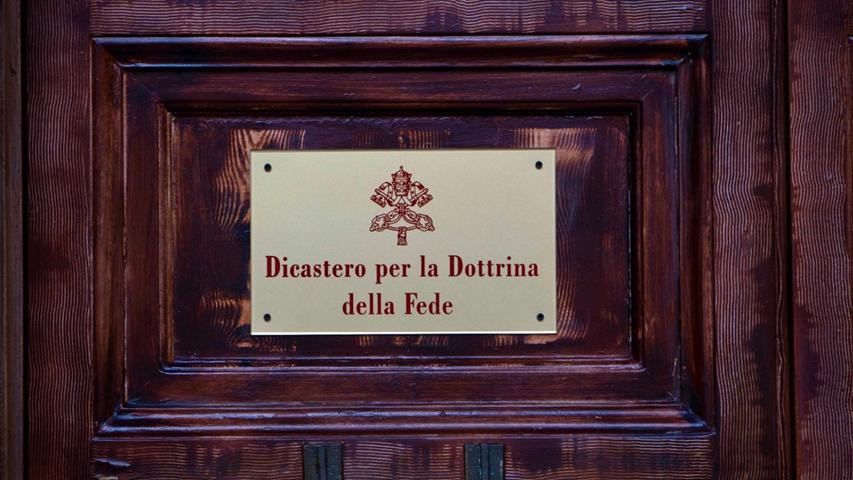 Dicastero per la Dottrina
della Fede